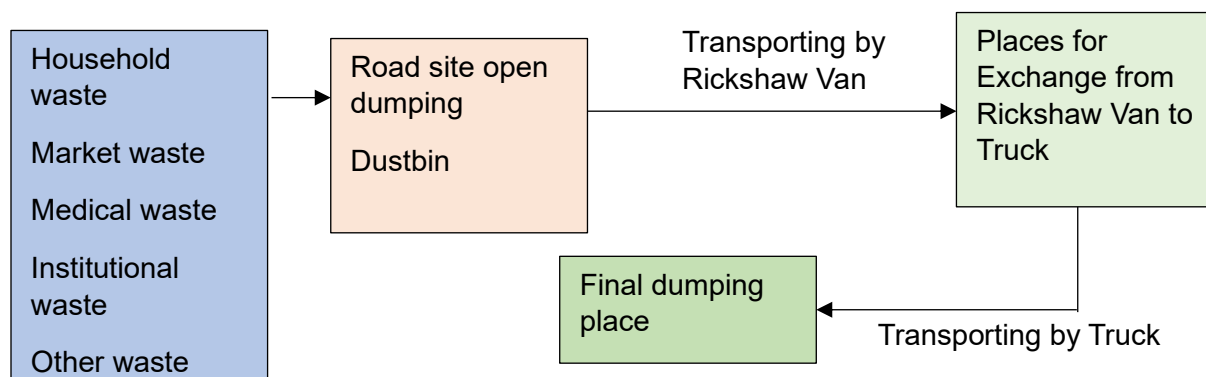 Household
waste
Market waste
Medical waste
Institutional
waste
Other waste
Road site open
dumping
Dustbin
Transporting by
Rickshaw Van
Places for
Exchange from
Rickshaw Van to
Truck
Final dumping
place
Transporting by Truck